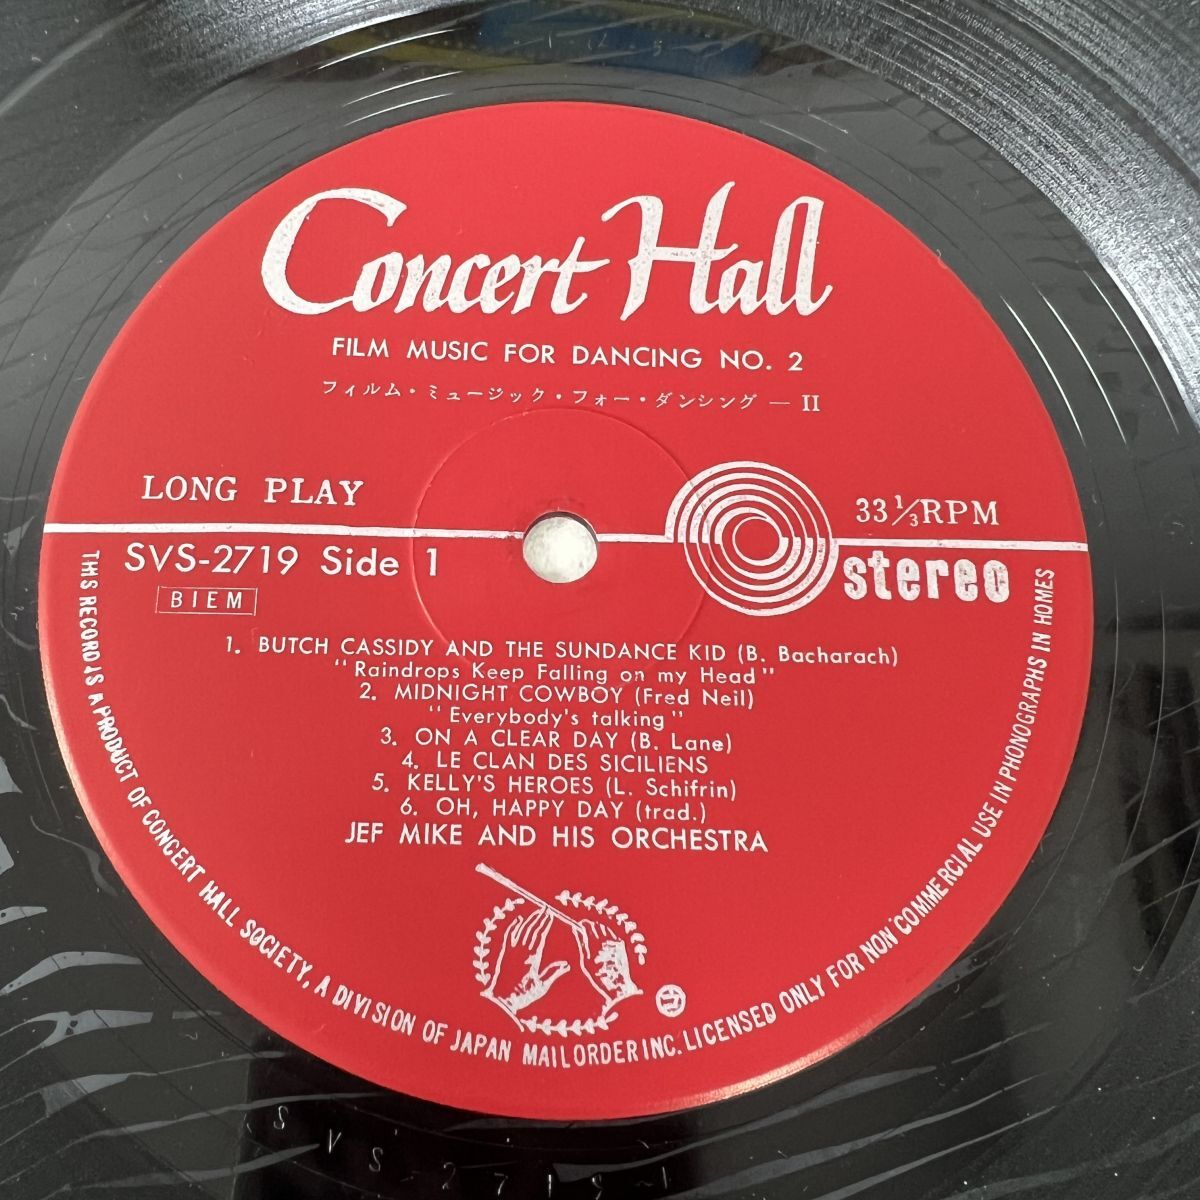 Concert Hall
FILM MUSIC FOR DANCING NO. 2
フィルム・ミュージック・フォー・ダンシング — II
LONG PLAY
33⅓RPM
SVS-2719 Side 1
stereo
BIEM
1. BUTCH CASSIDY AND THE SUNDANCE KID (B. Bacharach)
"Raindrops Keep Falling on my Head"
2. MIDNIGHT COWBOY (Fred Neil)
"Everybody's talking"
3. ON A CLEAR DAY (B. Lane)
4. LE CLAN DES SICILIENS
5. KELLY'S HEROES (L. Schifrin)
6. OH, HAPPY DAY (trad.)
JEF MIKE AND HIS ORCHESTRA
THIS RECORD IS A PRODUCT OF CONCERT HALL SOCIETY, A DIVISION OF JAPAN MAIL ORDER INC. LICENSED ONLY FOR NON COMMERCIAL USE IN PHONOGRAPHS IN HOMES
SVS-2719-1